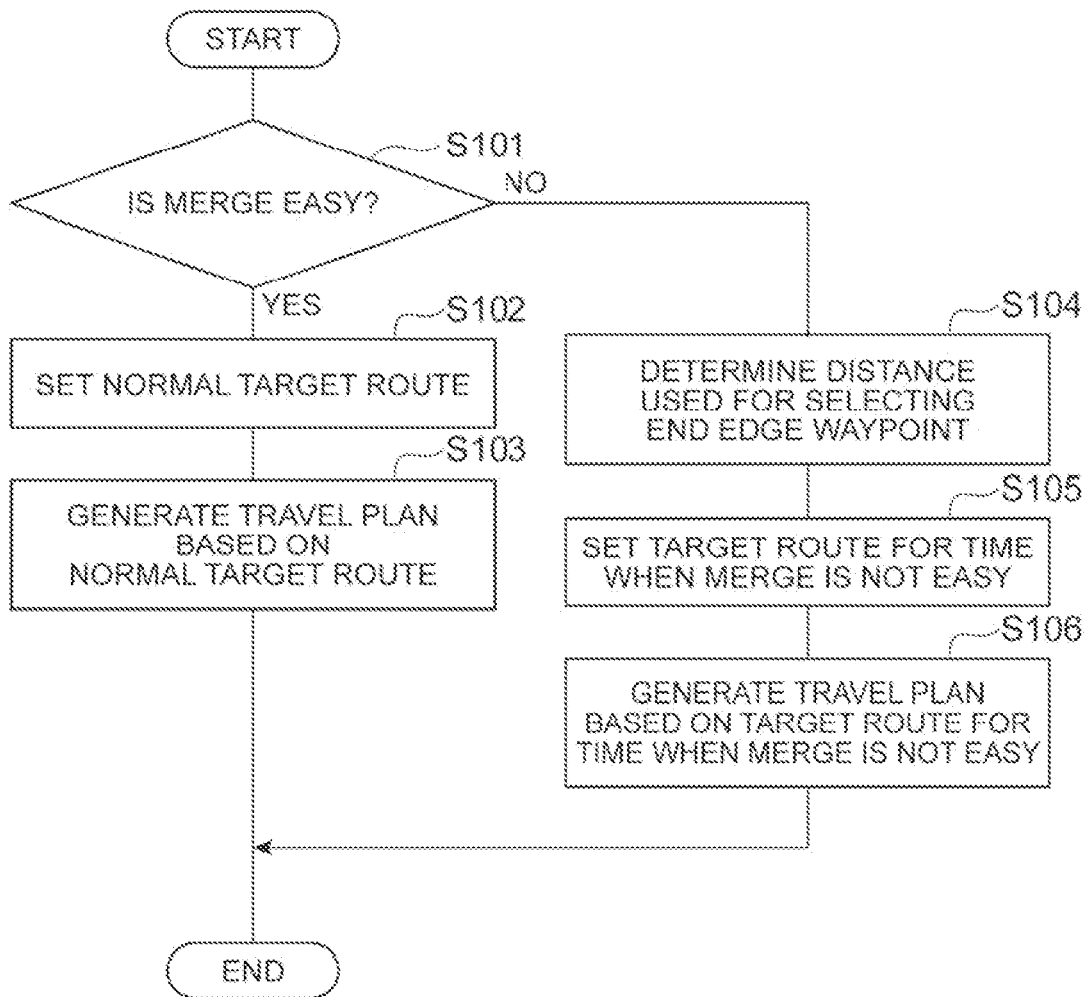 START
S101
IS MERGE EASY?
NO
YES
S102
SET NORMAL TARGET ROUTE
S103
GENERATE TRAVEL PLAN
BASED ON
NORMAL TARGET ROUTE
S104
DETERMINE DISTANCE
USED FOR SELECTING
END EDGE WAYPOINT
S105
SET TARGET ROUTE FOR TIME
WHEN MERGE IS NOT EASY
S106
GENERATE TRAVEL PLAN
BASED ON TARGET ROUTE FOR
TIME WHEN MERGE IS NOT EASY
END